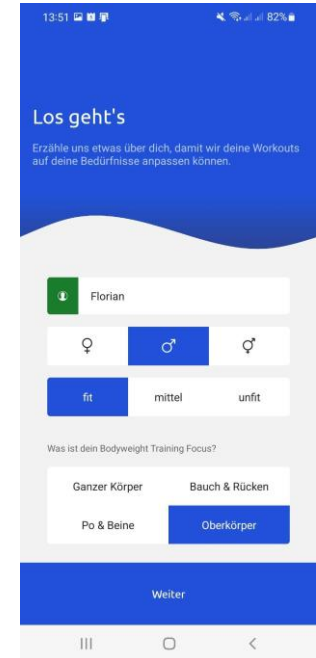 13:51 82%
Los geht's
Erzähle uns etwas über dich, damit wir deine Workouts
auf deine Bedürfnisse anpassen können.
Florian
fit mittel unfit
Was ist dein Bodyweight Training Focus?
Ganzer Körper Bauch & Rücken
Po & Beine Oberkörper
Weiter